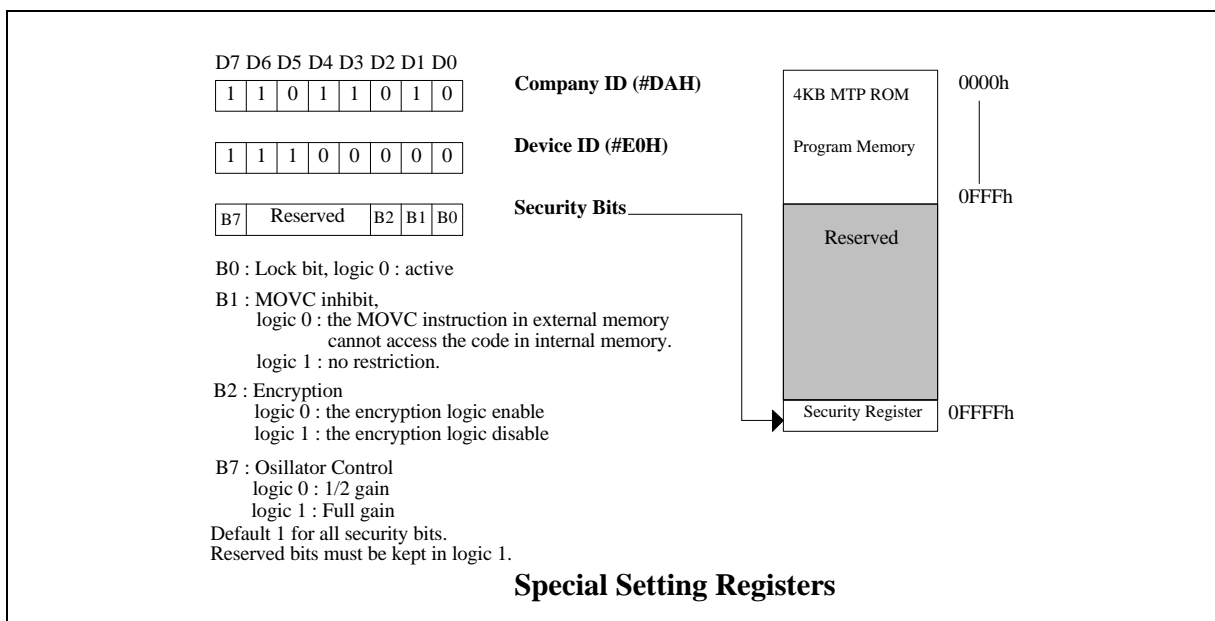 D7 D6 D5 D4 D3 D2 D1 D0
1 1 0 1 1 0 1 0
Company ID (#DAH)
1 1 1 0 0 0 0 0
Device ID (#E0H)
B7 Reserved B2 B1 B0
Security Bits
B0 : Lock bit, logic 0 : active
B1 : MOVC inhibit,
logic 0 : the MOVC instruction in external memory
cannot access the code in internal memory.
logic 1 : no restriction.
B2 : Encryption
logic 0 : the encryption logic enable
logic 1 : the encryption logic disable
B7 : Osillator Control
logic 0 : 1/2 gain
logic 1 : Full gain
Default 1 for all security bits.
Reserved bits must be kept in logic 1.
4KB MTP ROM
Program Memory
0000h
0FFFh
Reserved
Security Register
0FFFFh
Special Setting Registers